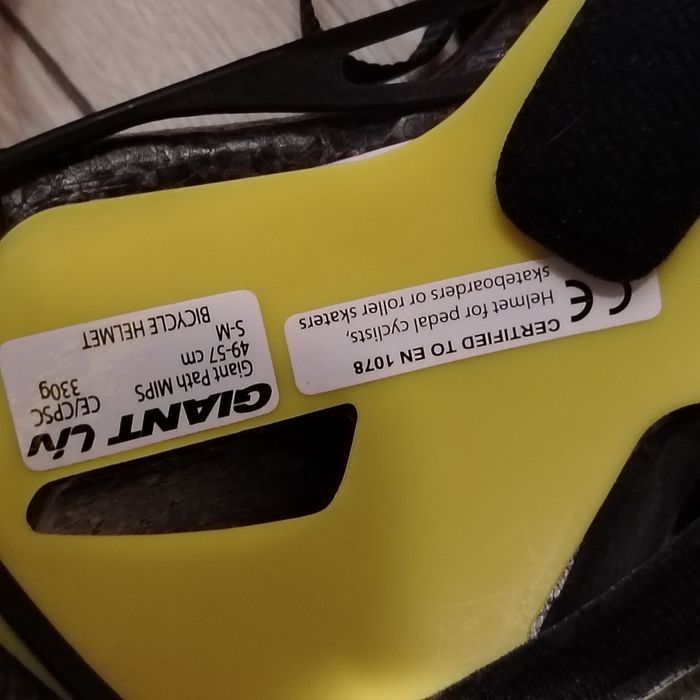 GIANT Liv
Giant Path MIPS CE/CPSC
49-57 cm 330g
S-M
BICYCLE HELMET
CERTIFIED TO EN 1078
Helmet for pedal cyclists,
skateboarders or roller skaters
CE